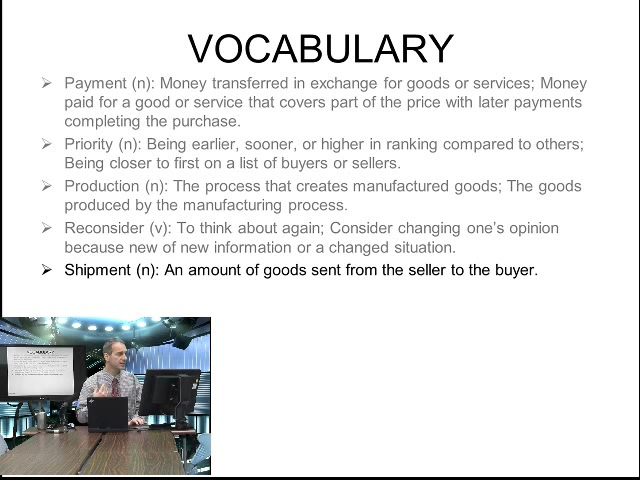 VOCABULARY
➢ Payment (n): Money transferred in exchange for goods or services; Money
paid for a good or service that covers part of the price with later payments
completing the purchase.
➢ Priority (n): Being earlier, sooner, or higher in ranking compared to others;
Being closer to first on a list of buyers or sellers.
➢ Production (n): The process that creates manufactured goods; The goods
produced by the manufacturing process.
➢ Reconsider (v): To think about again; Consider changing one's opinion
because new of new information or a changed situation.
➢ Shipment (n): An amount of goods sent from the seller to the buyer.
VOCABULARY